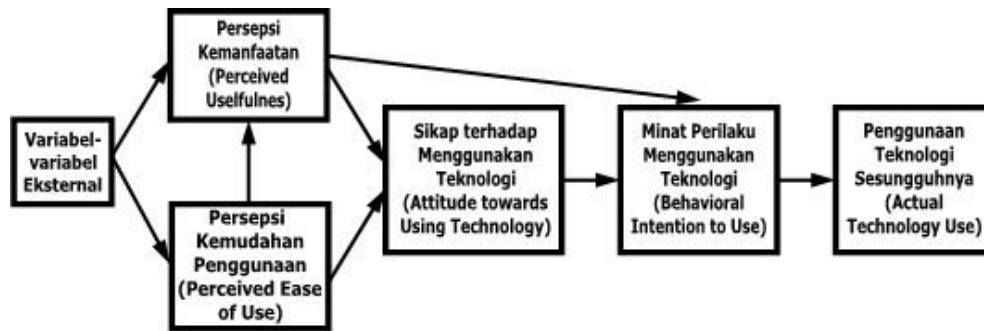 Variabel-
variabel
Eksternal
Persepsi
Kemanfaatan
(Perceived
Uselfulnes)
Persepsi
Kemudahan
Penggunaan
(Perceived Ease
of Use)
Sikap terhadap
Menggunakan
Teknologi
(Attitude towards
Using Technology)
Minat Perilaku
Menggunakan
Teknologi
(Behavioral
Intention to Use)
Penggunaan
Teknologi
Sesungguhnya
(Actual
Technology Use)